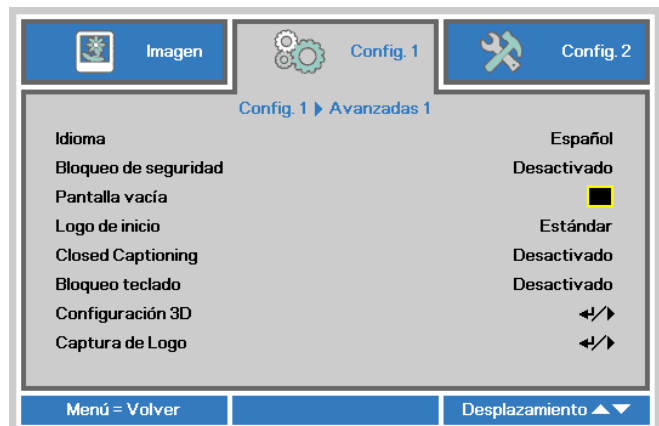 Imagen Config. 1 Config. 2
Config. 1 ▶ Avanzadas 1
Idioma Español
Bloqueo de seguridad Desactivado
Pantalla vacía
Logo de inicio Estándar
Closed Captioning Desactivado
Bloqueo teclado Desactivado
Configuración 3D ↵/▶
Captura de Logo ↵/▶
Menú = Volver Desplazamiento ▲▼